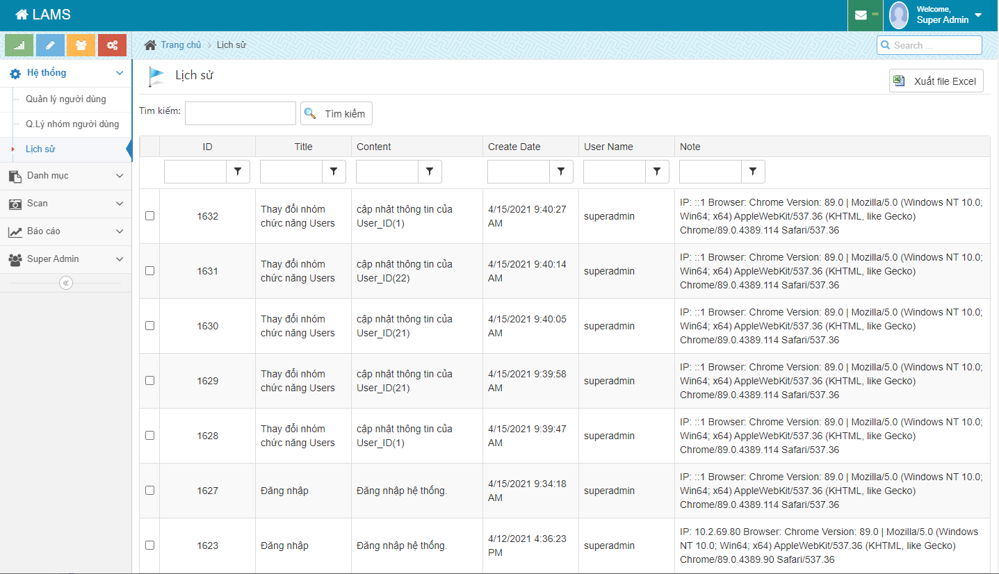 LAMS
Welcome,
Super Admin
Trang chủ
Lịch sử
Search ...
Hệ thống
Quản lý người dùng
Q.Lý nhóm người dùng
Lịch sử
Danh mục
Scan
Báo cáo
Super Admin
Lịch sử
Xuất file Excel
Tìm kiếm:
Tìm kiếm
ID Title Content Create Date User Name Note
1632
Thay đổi nhóm
chức năng Users
cập nhật thông tin của
User_ID(1)
4/15/2021 9:40:27
AM
superadmin
IP: ::1 Browser: Chrome Version: 89.0 | Mozilla/5.0 (Windows NT 10.0;
Win64; x64) AppleWebKit/537.36 (KHTML, like Gecko)
Chrome/89.0.4389.114 Safari/537.36
1631
Thay đổi nhóm
chức năng Users
cập nhật thông tin của
User_ID(22)
4/15/2021 9:40:14
AM
superadmin
IP: ::1 Browser: Chrome Version: 89.0 | Mozilla/5.0 (Windows NT 10.0;
Win64; x64) AppleWebKit/537.36 (KHTML, like Gecko)
Chrome/89.0.4389.114 Safari/537.36
1630
Thay đổi nhóm
chức năng Users
cập nhật thông tin của
User_ID(21)
4/15/2021 9:40:05
AM
superadmin
IP: ::1 Browser: Chrome Version: 89.0 | Mozilla/5.0 (Windows NT 10.0;
Win64; x64) AppleWebKit/537.36 (KHTML, like Gecko)
Chrome/89.0.4389.114 Safari/537.36
1629
Thay đổi nhóm
chức năng Users
cập nhật thông tin của
User_ID(21)
4/15/2021 9:39:58
AM
superadmin
IP: ::1 Browser: Chrome Version: 89.0 | Mozilla/5.0 (Windows NT 10.0;
Win64; x64) AppleWebKit/537.36 (KHTML, like Gecko)
Chrome/89.0.4389.114 Safari/537.36
1628
Thay đổi nhóm
chức năng Users
cập nhật thông tin của
User_ID(1)
4/15/2021 9:39:47
AM
superadmin
IP: ::1 Browser: Chrome Version: 89.0 | Mozilla/5.0 (Windows NT 10.0;
Win64; x64) AppleWebKit/537.36 (KHTML, like Gecko)
Chrome/89.0.4389.114 Safari/537.36
1627
Đăng nhập
Đăng nhập hệ thống.
4/15/2021 9:34:18
AM
superadmin
IP: ::1 Browser: Chrome Version: 89.0 | Mozilla/5.0 (Windows NT 10.0;
Win64; x64) AppleWebKit/537.36 (KHTML, like Gecko)
Chrome/89.0.4389.114 Safari/537.36
1623
Đăng nhập
Đăng nhập hệ thống.
4/12/2021 4:36:23
PM
superadmin
IP: 10.2.69.80 Browser: Chrome Version: 89.0 | Mozilla/5.0 (Windows
NT 10.0; Win64; x64) AppleWebKit/537.36 (KHTML, like Gecko)
Chrome/89.0.4389.90 Safari/537.36